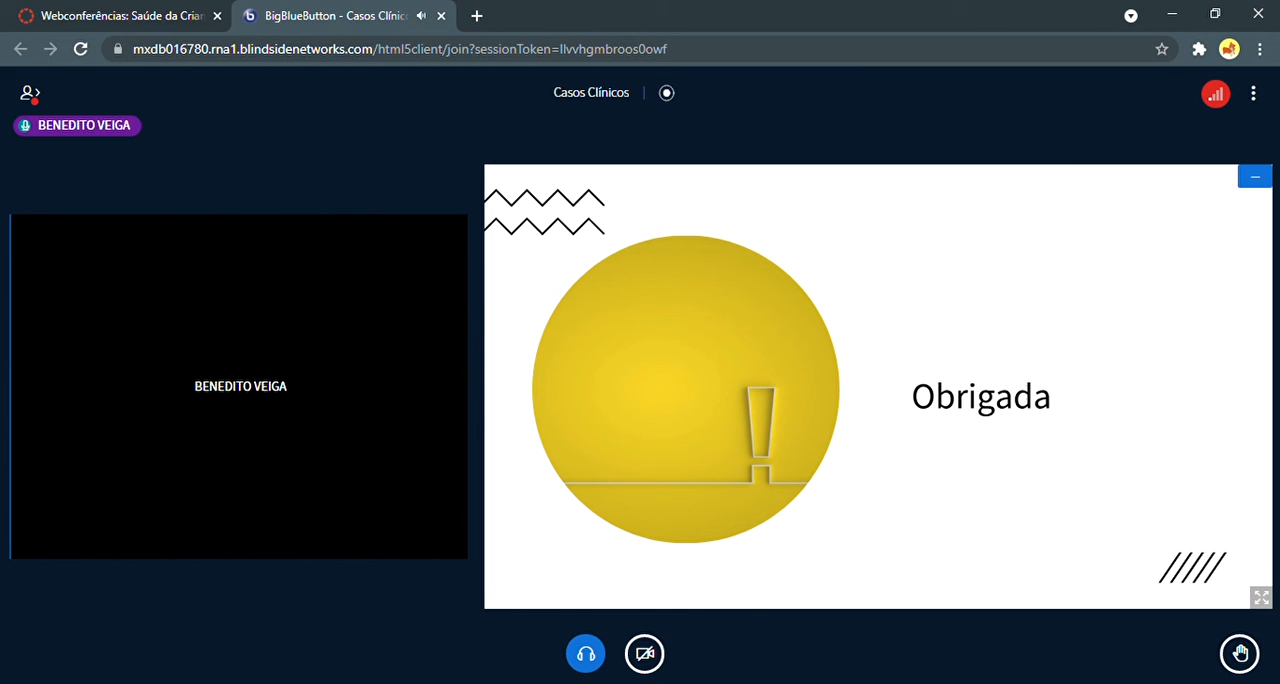 Webconferências: Saúde da Crian
BigBlueButton - Casos Clínic
mxdb016780.rna1.blindsidenetworks.com/html5client/join?sessionToken=llvvhgmbroos0owf
Casos Clínicos
BENEDITO VEIGA
BENEDITO VEIGA
!
Obrigada